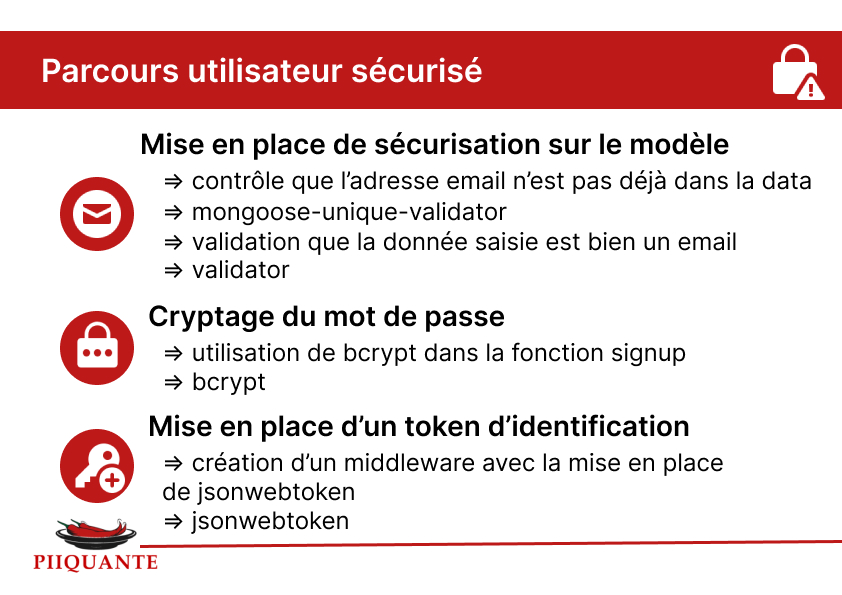 Parcours utilisateur sécurisé
Mise en place de sécurisation sur le modèle
⇒ contrôle que l’adresse email n’est pas déjà dans la data
⇒ mongoose-unique-validator
⇒ validation que la donnée saisie est bien un email
⇒ validator
Cryptage du mot de passe
⇒ utilisation de bcrypt dans la fonction signup
⇒ bcrypt
Mise en place d’un token d’identification
⇒ création d’un middleware avec la mise en place
de jsonwebtoken
⇒ jsonwebtoken
PIIQUANTE